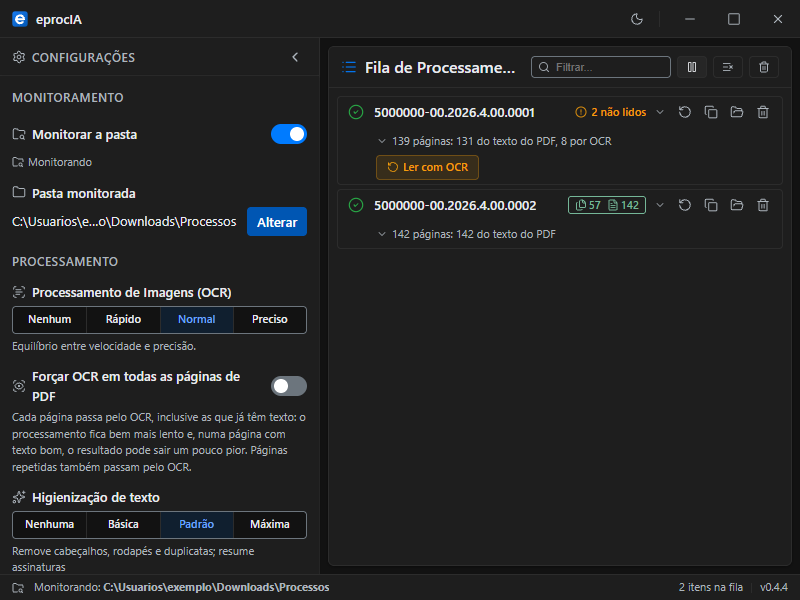 eprocIA
CONFIGURAÇÕES
MONITORAMENTO
Monitorar a pasta
Monitorando
Pasta monitorada
C:\Usuarios\e...o\Downloads\Processos
Alterar
PROCESSAMENTO
Processamento de Imagens (OCR)
Nenhum Rápido Normal Preciso
Equilíbrio entre velocidade e precisão.
Forçar OCR em todas as páginas de
PDF
Cada página passa pelo OCR, inclusive as que já têm texto: o
processamento fica bem mais lento e, numa página com
texto bom, o resultado pode sair um pouco pior. Páginas
repetidas também passam pelo OCR.
Higienização de texto
Nenhuma Básica Padrão Máxima
Remove cabeçalhos, rodapés e duplicatas; resume
assinaturas
Fila de Processame... Filtrar...
5000000-00.2026.4.00.0001 2 não lidos
139 páginas: 131 do texto do PDF, 8 por OCR
Ler com OCR
5000000-00.2026.4.00.0002 57 142
142 páginas: 142 do texto do PDF
Monitorando: C:\Usuarios\exemplo\Downloads\Processos 2 itens na fila v0.4.4